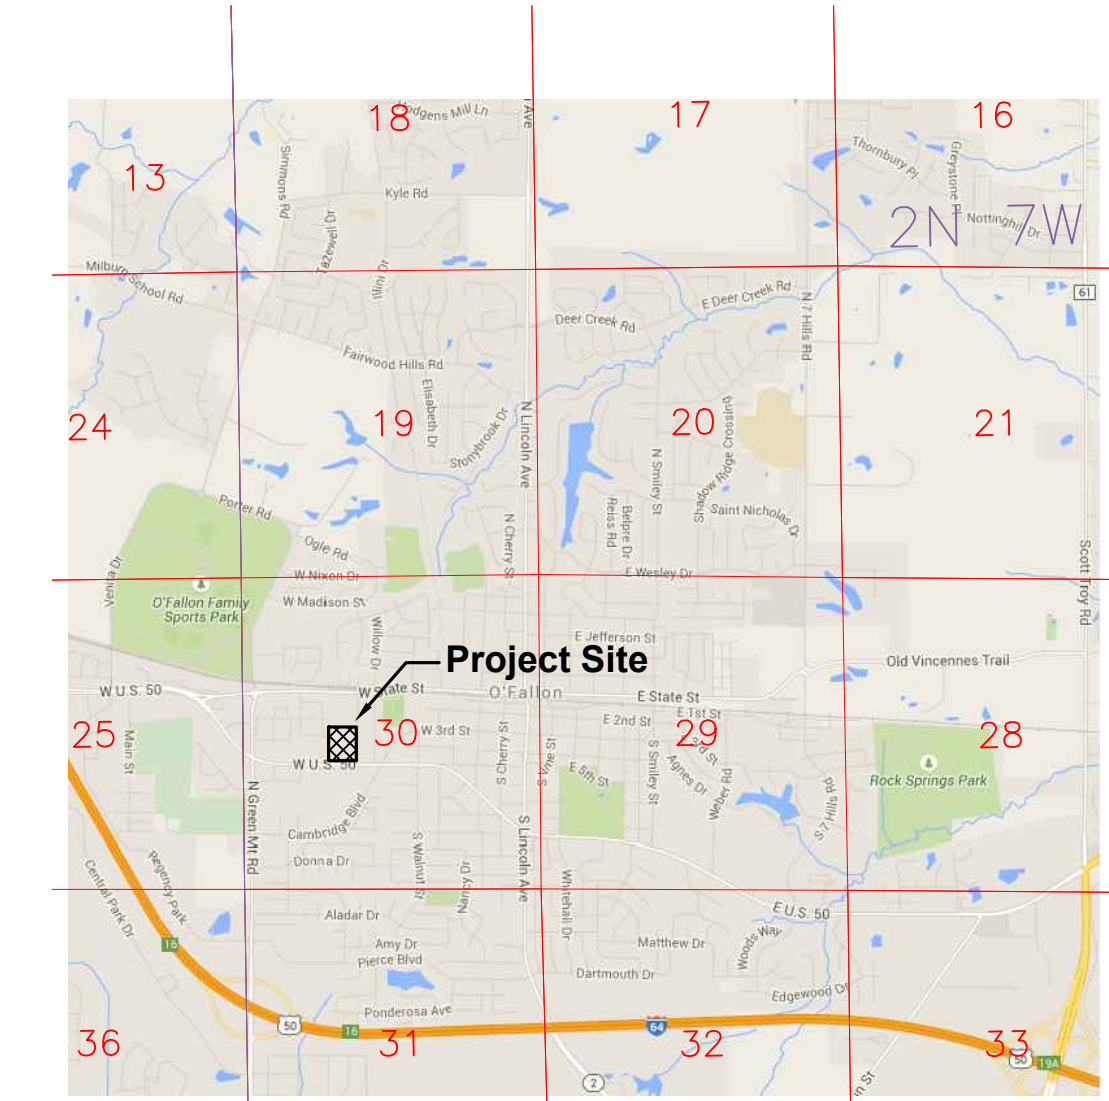 18
Hodgens Mill Ln
17
16
13
Simmons Rd
Kyle Rd
Thornbury Pl
Greystone Pl
Nottinghill Dr
2N 7W
Tazewell Dr
Illini Dr
Milburn School Rd
N 7 Hills Rd
E Deer Creek Rd
61
Deer Creek Rd
Fairwood Hills Rd
Elisabeth Dr
Stonybrook Dr
N Lincoln Ave
24
19
20
21
N Smiley St
Shadow Ridge Crossing
Belpre Dr
Reiss Rd
Saint Nicholas Dr
Porter Rd
Ogle Rd
N Cherry St
Scott Troy Rd
Venita Dr
W Nixon Dr
E Wesley Dr
O'Fallon Family
Sports Park
W Madison St
Willow Dr
E Jefferson St
Project Site
Old Vincennes Trail
W U.S. 50
W State St
O'Fallon
E State St
E 1st St
E 2nd St
25
30
W 3rd St
29
E 3rd St
28
Main St
S Cherry St
S Vine St
S Smiley St
Agnes Dr
Weber Rd
W U.S. 50
E 5th St
Rock Springs Park
S 7 Hills Rd
N Green Mt Rd
Cambridge Blvd
S Lincoln Ave
Donna Dr
S Walnut St
Nancy Dr
Regency Park
Central Park Dr
Whitehall Dr
Aladar Dr
E U.S. 50
16
Amy Dr
Pierce Blvd
Matthew Dr
Woods Way
Dartmouth Dr
Edgewood Dr
Ponderosa Ave
50
16
64
36
31
32
33
50
19A
2